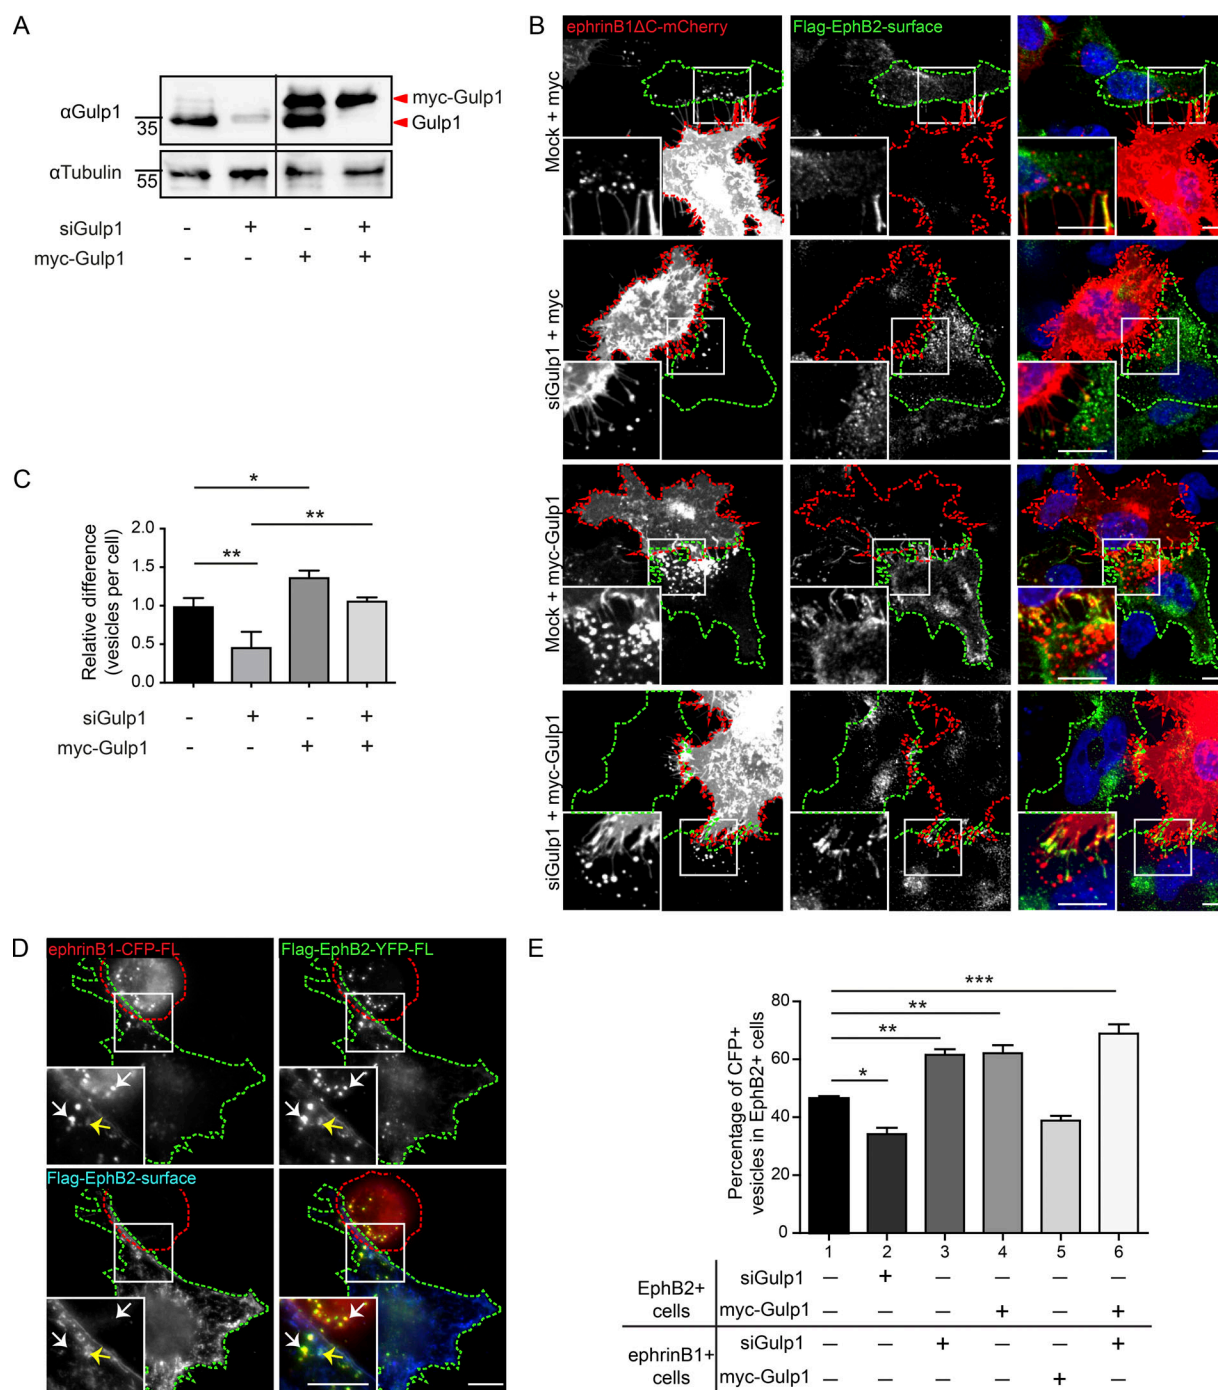 A
αGulp1
35
myc-Gulp1
Gulp1
αTubulin
55
siGulp1 - + - +
myc-Gulp1 - - + +
B
ephrinB1ΔC-mCherry
Flag-EphB2-surface
Mock + myc
siGulp1 + myc
Mock + myc-Gulp1
siGulp1 + myc-Gulp1
C
Relative difference
(vesicles per cell)
2.0
1.5
1.0
0.5
0.0
*
**
**
siGulp1 - + - +
myc-Gulp1 - - + +
D
ephrinB1-CFP-FL
Flag-EphB2-YFP-FL
Flag-EphB2-surface
E
Percentage of CFP+
vesicles in EphB2+ cells
80
60
40
20
0
***
**
**
*
1 2 3 4 5 6
EphB2+
cells
siGulp1 – + – – – –
myc-Gulp1 – – – + – +
ephrinB1+
cells
siGulp1 – – + – – +
myc-Gulp1 – – – – + –